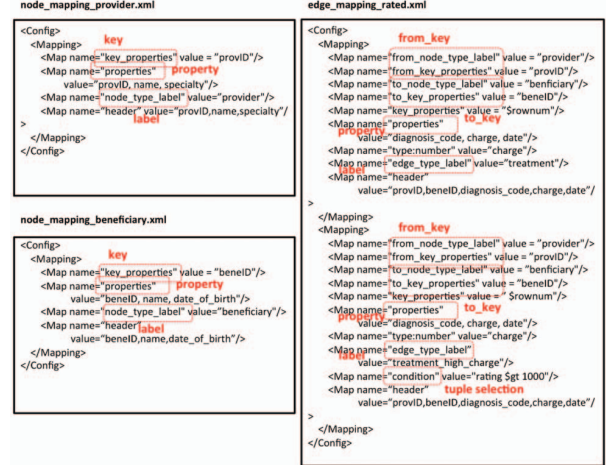 node_mapping_provider.xml
<Config>
<Mapping>
key
<Map name="key_properties" value = "provID"/>
<Map name="properties" property
value="provID, name, specialty"/>
<Map name="node_type_label" value="provider"/>
<Map name="header" value="provID,name,specialty"/
label
>
</Mapping>
</Config>
node_mapping_beneficiary.xml
<Config>
key
<Mapping>
<Map name="key_properties" value = "beneID"/>
<Map name="properties" property
value="beneID, name, date_of_birth"/>
<Map name="node_type_label" value="beneficiary"/>
<Map name="header" label
value="beneID,name,date_of_birth"/>
</Mapping>
</Config>
edge_mapping_rated.xml
<Config>
<Mapping>
from_key
<Map name="from_node_type_label" value = "provider"/>
<Map name="from_key_properties" value = "provID"/>
<Map name="to_node_type_label" value = "benficiary"/>
<Map name="to_key_properties" value = "beneID"/>
<Map name="key_properties" value = "$rownum"/>
<Map name="properties" to_key
property
value="diagnosis_code, charge, date"/>
<Map name="type:number" value="charge"/>
<Map name="edge_type_label" value="treatment"/>
label
<Map name="header"
value="provID,beneID,diagnosis_code,charge,date"/
>
</Mapping>
<Mapping>
from_key
<Map name="from_node_type_label" value = "provider"/>
<Map name="from_key_properties" value = "provID"/>
<Map name="to_node_type_label" value = "benficiary"/>
<Map name="to_key_properties" value = "beneID"/>
<Map name="key_properties" value = " $rownum"/>
<Map name="properties" to_key
property
value="diagnosis_code, charge, date"/>
<Map name="type:number" value="charge"/>
<Map name="edge_type_label"
label
value="treatment_high_charge"/>
<Map name="condition" value="rating $gt 1000"/>
<Map name="header" tuple selection
value="provID,beneID,diagnosis_code,charge,date"/
>
</Mapping>
</Config>